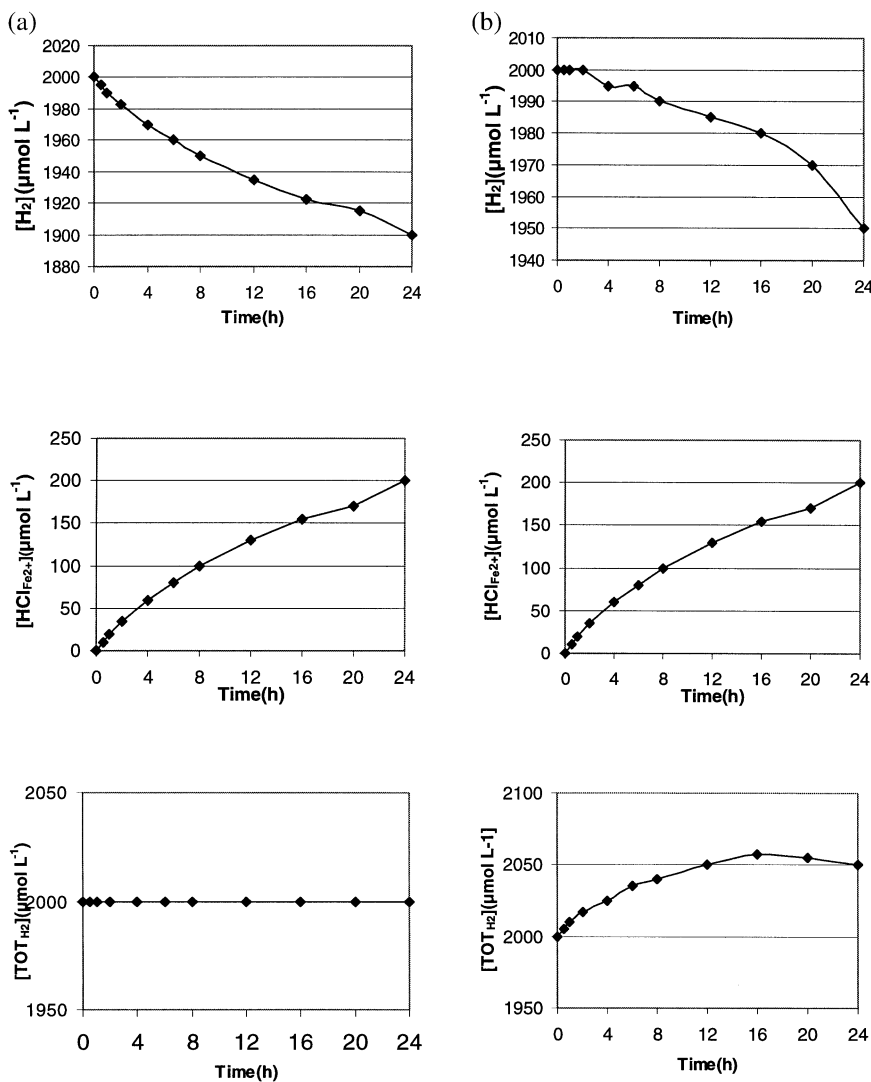 (a)
[H₂](µmol L⁻¹)
2020
2000
1980
1960
1940
1920
1900
1880
0 4 8 12 16 20 24
Time(h)
(b)
[H₂](µmol L⁻¹)
2010
2000
1990
1980
1970
1960
1950
1940
0 4 8 12 16 20 24
Time(h)
[HCl_Fe2+](µmol L⁻¹)
250
200
150
100
50
0
0 4 8 12 16 20 24
Time(h)
[HCl_Fe2+](µmol L⁻¹)
250
200
150
100
50
0
0 4 8 12 16 20 24
Time(h)
[TOT_H2](µmol L⁻¹)
2050
2000
1950
0 4 8 12 16 20 24
Time(h)
[TOT_H2](µmol L-1]
2100
2050
2000
1950
0 4 8 12 16 20 24
Time(h)